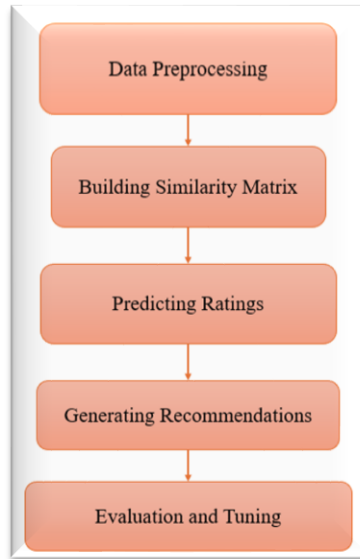 Data Preprocessing
Building Similarity Matrix
Predicting Ratings
Generating Recommendations
Evaluation and Tuning